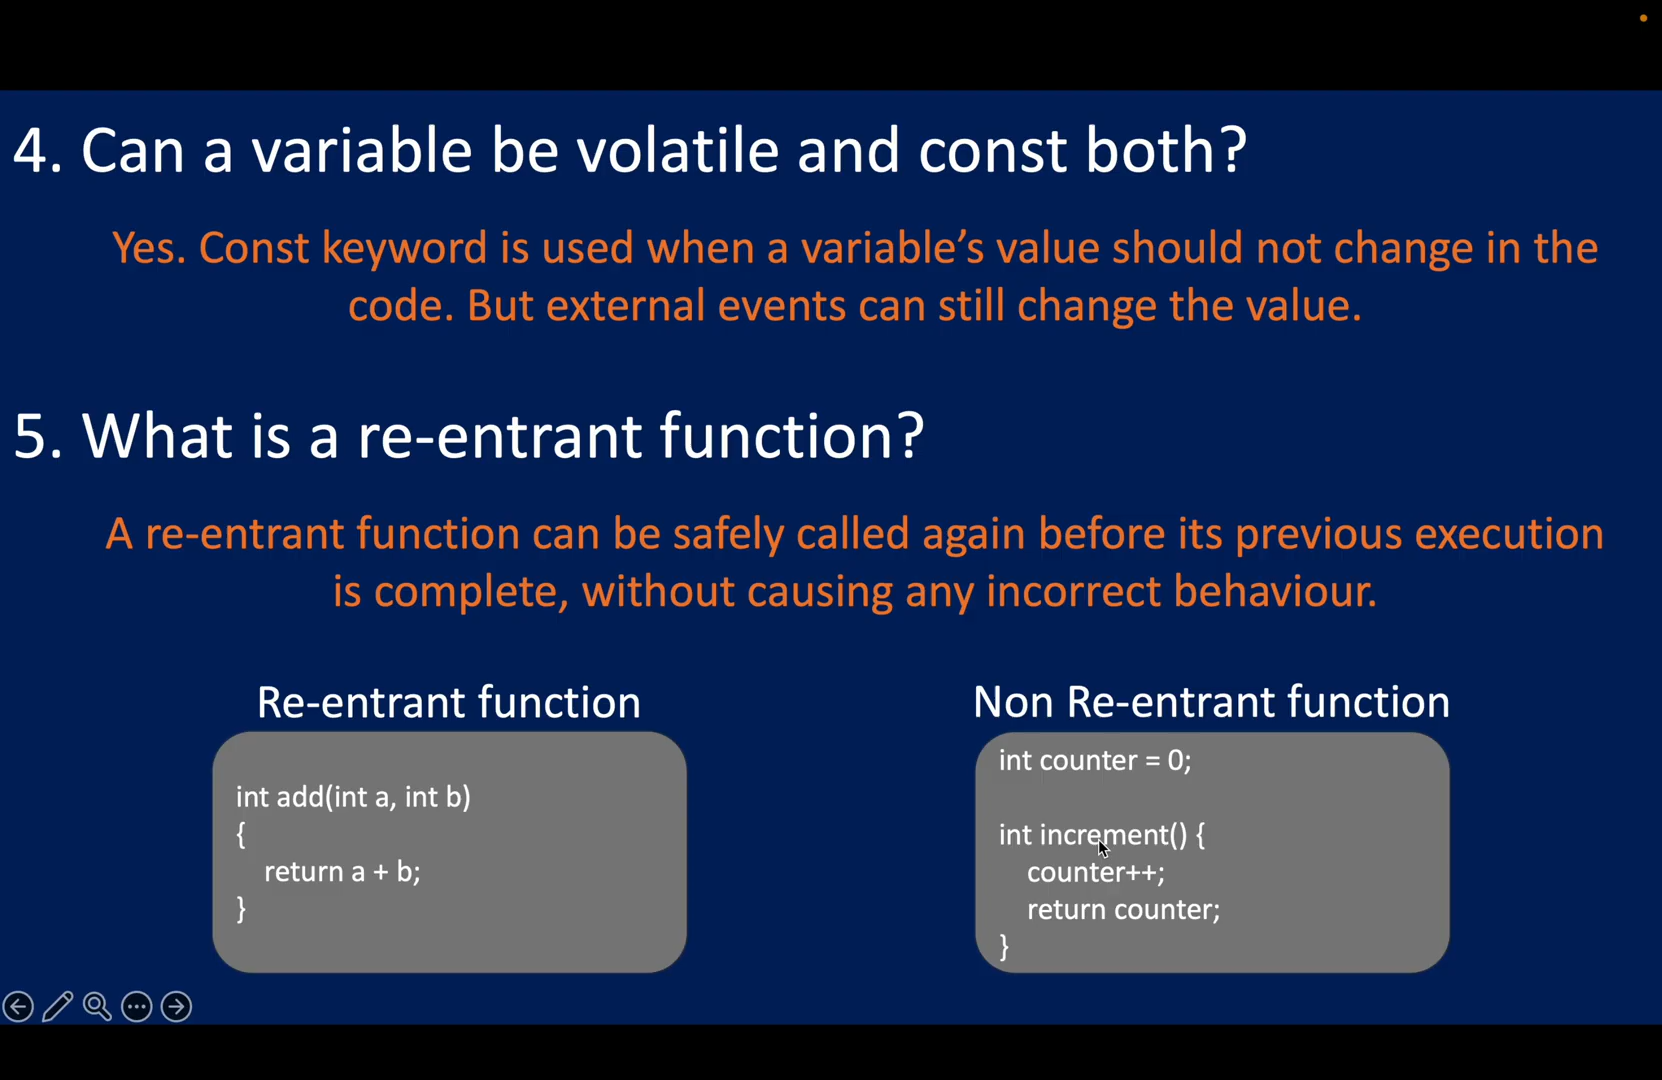 4. Can a variable be volatile and const both?
Yes. Const keyword is used when a variable’s value should not change in the
code. But external events can still change the value.
5. What is a re-entrant function?
A re-entrant function can be safely called again before its previous execution
is complete, without causing any incorrect behaviour.
Re-entrant function
int add(int a, int b)
{
return a + b;
}
Non Re-entrant function
int counter = 0;
int increment() {
counter++;
return counter;
}